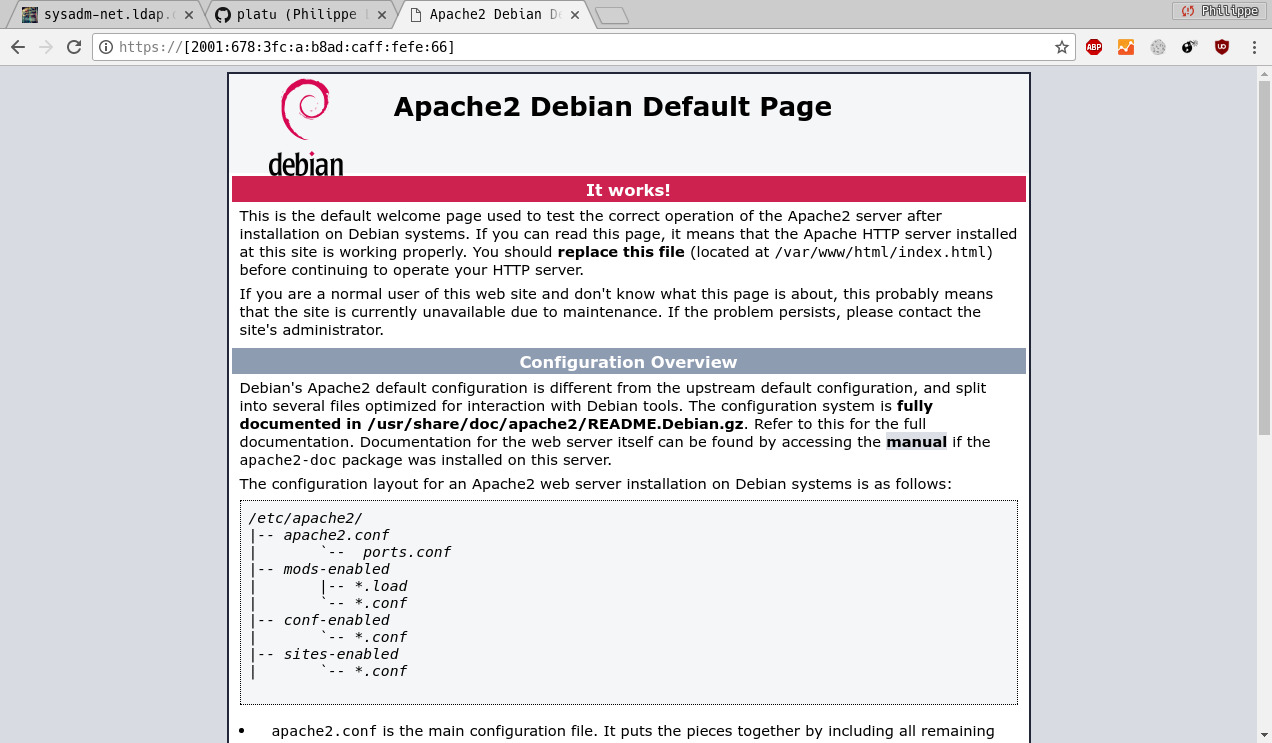 sysadm-net.ldap.
platu (Philippe
Apache2 Debian D
Philippe
https://[2001:678:3fc:a:b8ad:caff:fefe:66]
ABP
debian
Apache2 Debian Default Page
It works!
This is the default welcome page used to test the correct operation of the Apache2 server after
installation on Debian systems. If you can read this page, it means that the Apache HTTP server installed
at this site is working properly. You should replace this file (located at /var/www/html/index.html)
before continuing to operate your HTTP server.
If you are a normal user of this web site and don't know what this page is about, this probably means
that the site is currently unavailable due to maintenance. If the problem persists, please contact the
site's administrator.
Configuration Overview
Debian's Apache2 default configuration is different from the upstream default configuration, and split
into several files optimized for interaction with Debian tools. The configuration system is fully
documented in /usr/share/doc/apache2/README.Debian.gz. Refer to this for the full
documentation. Documentation for the web server itself can be found by accessing the manual if the
apache2-doc package was installed on this server.
The configuration layout for an Apache2 web server installation on Debian systems is as follows:
/etc/apache2/
|-- apache2.conf
|       `--  ports.conf
|-- mods-enabled
|       |-- *.load
|       `-- *.conf
|-- conf-enabled
|       `-- *.conf
|-- sites-enabled
|       `-- *.conf
• apache2.conf is the main configuration file. It puts the pieces together by including all remaining